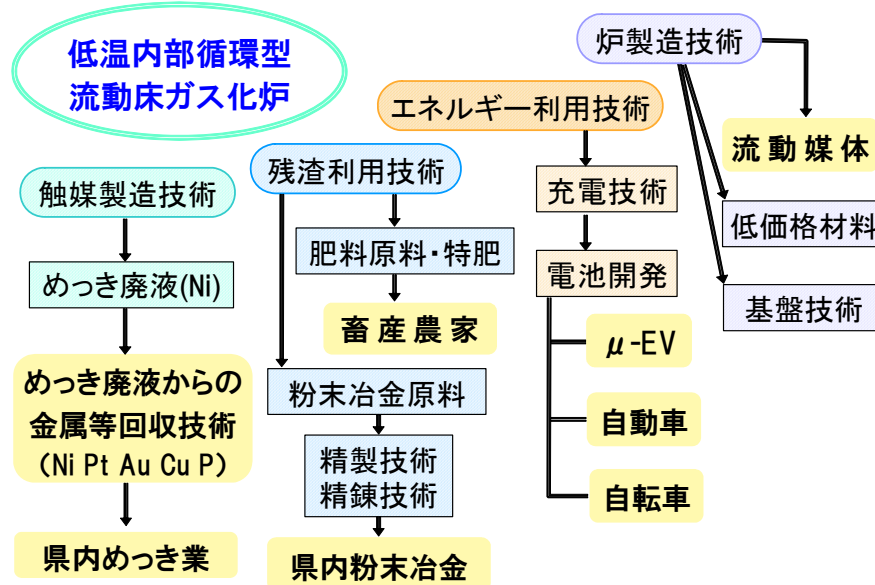 低温内部循環型
流動床ガス化炉
炉製造技術
エネルギー利用技術
流動媒体
残渣利用技術
触媒製造技術
充電技術
低価格材料
肥料原料・特肥
めっき廃液(Ni)
電池開発
基盤技術
畜産農家
μ-EV
めっき廃液からの
金属等回収技術
(Ni Pt Au Cu P)
粉末冶金原料
自動車
精製技術
精錬技術
自転車
県内めっき業
県内粉末冶金